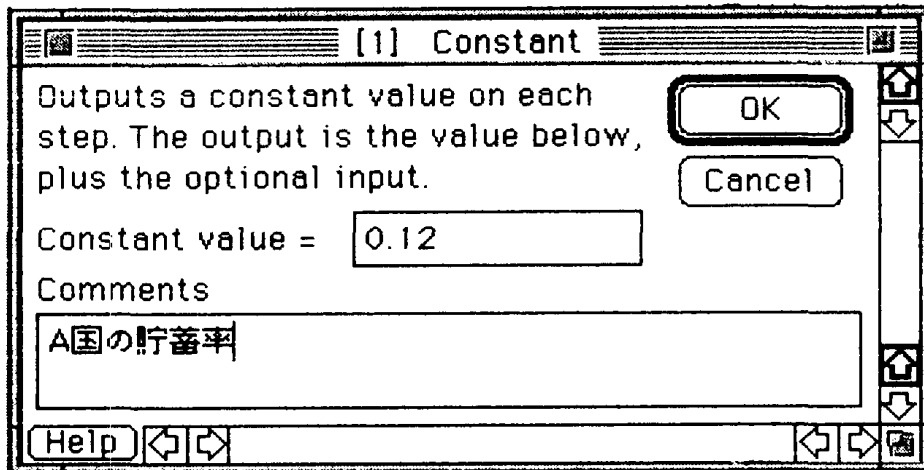 [1] Constant
Outputs a constant value on each
step. The output is the value below,
plus the optional input.
OK
Cancel
Constant value = 0.12
Comments
A国の貯蓄率
Help